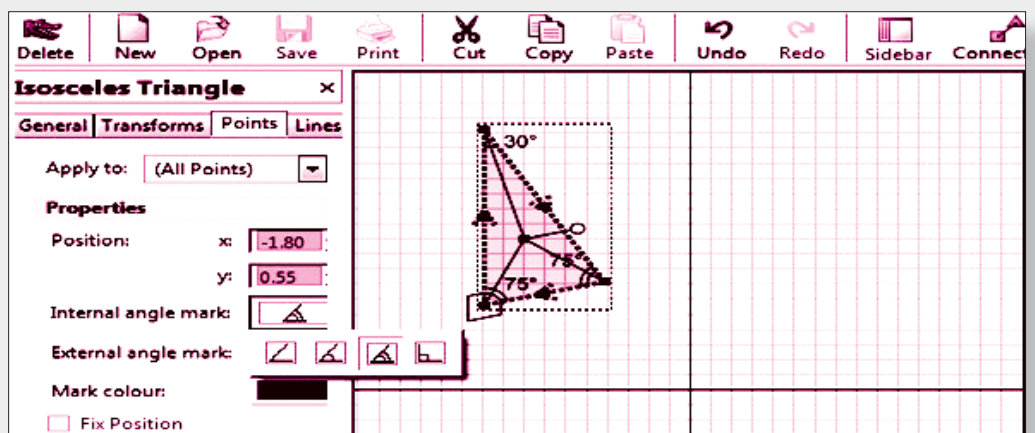 Delete New Open Save Print Cut Copy Paste Undo Redo Sidebar Connec
Isosceles Triangle ×
General Transforms Points Lines
Apply to: (All Points)
Properties
Position: x: -1.80
y: 0.55
Internal angle mark:
External angle mark:
Mark colour:
Fix Position
30°
75°
75°